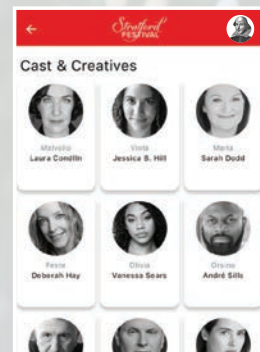 Stratford
FESTIVAL
Cast & Creatives
Malvolio Viola Maria
Laura Condlln Jessica B. Hill Sarah Dodd
Feste Olivia Orsino
Deborah Hay Vanessa Sears André Sills